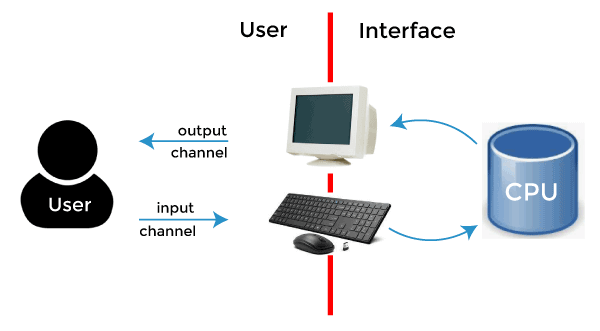 User
Interface
output
channel
User
input
channel
CPU